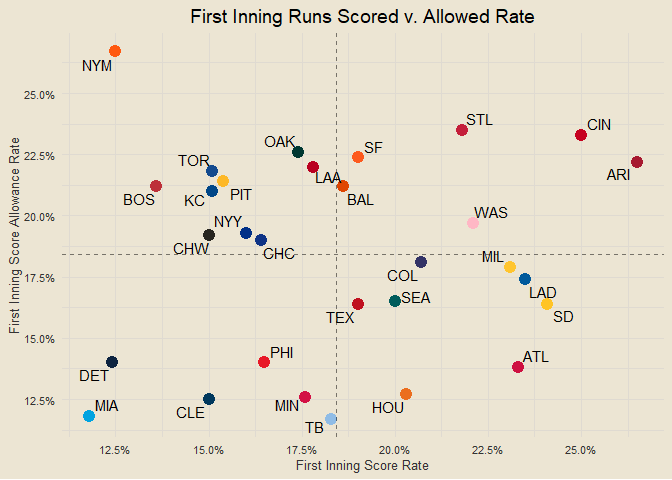 First Inning Runs Scored v. Allowed Rate
NYM
25.0%
STL
CIN
OAK
SF
22.5%
TOR
LAA
ARI
PIT
BOS
KC
BAL
20.0%
NYY
WAS
CHW
CHC
MIL
COL
17.5%
LAD
SEA
TEX
SD
15.0%
PHI
ATL
DET
MIA
CLE
MIN
HOU
12.5%
TB
12.5%
15.0%
17.5%
20.0%
22.5%
25.0%
First Inning Score Rate
First Inning Score Allowance Rate